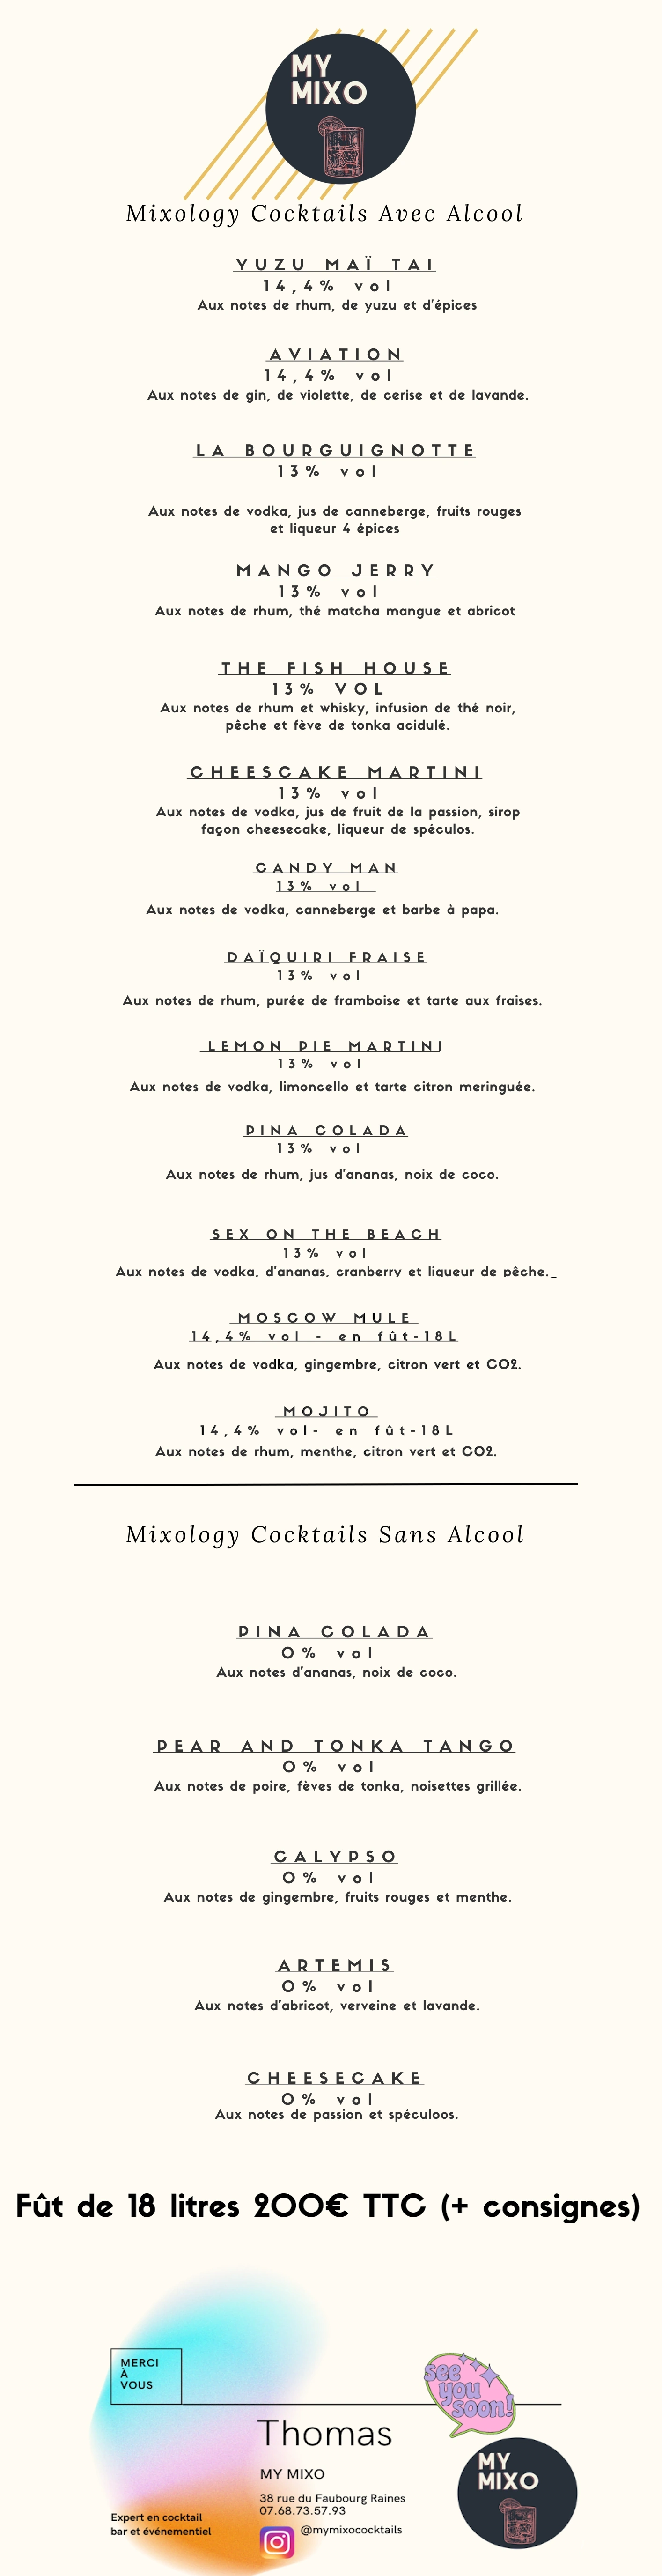 MY
MIXO
Mixology Cocktails Avec Alcool
YUZU MAÏ TAI
14,4% vol
Aux notes de rhum, de yuzu et d'épices
AVIATION
14,4% vol
Aux notes de gin, de violette, de cerise et de lavande.
LA BOURGUIGNOTTE
13% vol
Aux notes de vodka, jus de canneberge, fruits rouges
et liqueur 4 épices
MANGO JERRY
13% vol
Aux notes de rhum, thé matcha mangue et abricot
THE FISH HOUSE
13% VOL
Aux notes de rhum et whisky, infusion de thé noir,
pêche et fève de tonka acidulé.
CHEESCAKE MARTINI
13% vol
Aux notes de vodka, jus de fruit de la passion, sirop
façon cheesecake, liqueur de spéculos.
CANDY MAN
13% vol
Aux notes de vodka, canneberge et barbe à papa.
DAÏQUIRI FRAISE
13% vol
Aux notes de rhum, purée de framboise et tarte aux fraises.
LEMON PIE MARTINI
13% vol
Aux notes de vodka, limoncello et tarte citron meringuée.
PINA COLADA
13% vol
Aux notes de rhum, jus d'ananas, noix de coco.
SEX ON THE BEACH
13% vol
Aux notes de vodka, d'ananas, cranberry et liqueur de pêche.
MOSCOW MULE
14,4% vol - en fût-18L
Aux notes de vodka, gingembre, citron vert et CO2.
MOJITO
14,4% vol- en fût-18L
Aux notes de rhum, menthe, citron vert et CO2.
Mixology Cocktails Sans Alcool
PINA COLADA
0% vol
Aux notes d'ananas, noix de coco.
PEAR AND TONKA TANGO
0% vol
Aux notes de poire, fèves de tonka, noisettes grillée.
CALYPSO
0% vol
Aux notes de gingembre, fruits rouges et menthe.
ARTEMIS
0% vol
Aux notes d'abricot, verveine et lavande.
CHEESECAKE
0% vol
Aux notes de passion et spéculoos.
Fût de 18 litres 200€ TTC (+ consignes)
MERCI
À
VOUS
see
you
soon!
Thomas
MY MIXO
38 rue du Faubourg Raines
07.68.73.57.93
@mymixococktails
Expert en cocktail
bar et événementiel
MY
MIXO